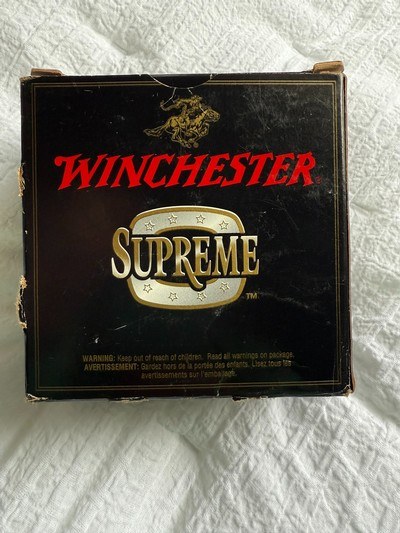 WINCHESTER
SUPREME
TM
WARNING: Keep out of reach of children. Read all warnings on package.
AVERTISSEMENT: Gardez hors de la portée des enfants. Lisez tous les
avertissements sur l'emballage.